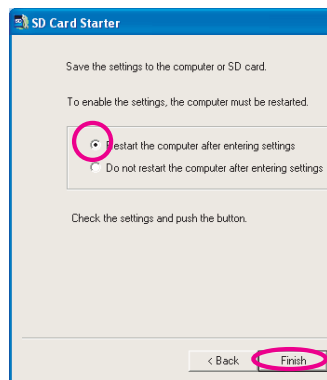 SD Card Starter
Save the settings to the computer or SD card.
To enable the settings, the computer must be restarted.
Restart the computer after entering settings
Do not restart the computer after entering settings
Check the settings and push the button.
< Back Finish